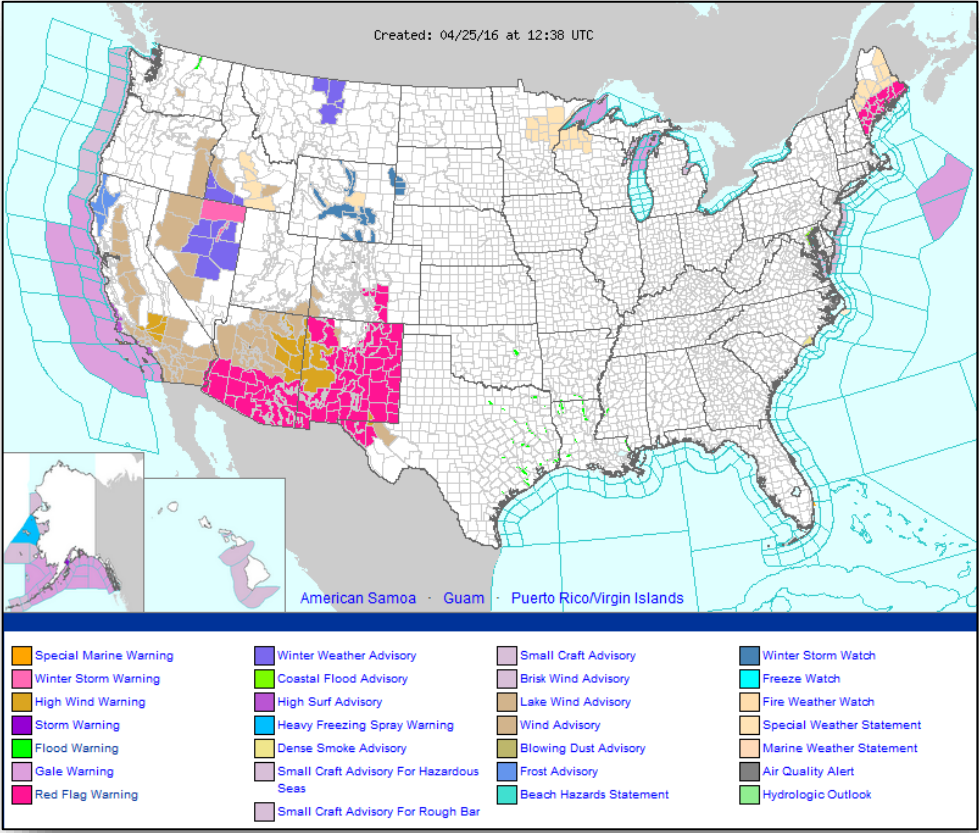 Created: 04/25/16 at 12:38 UTC
American Samoa · Guam · Puerto Rico/Virgin Islands
Special Marine Warning
Winter Storm Warning
High Wind Warning
Storm Warning
Flood Warning
Gale Warning
Red Flag Warning
Winter Weather Advisory
Coastal Flood Advisory
High Surf Advisory
Heavy Freezing Spray Warning
Dense Smoke Advisory
Small Craft Advisory For Hazardous
Seas
Small Craft Advisory For Rough Bar
Small Craft Advisory
Brisk Wind Advisory
Lake Wind Advisory
Wind Advisory
Blowing Dust Advisory
Frost Advisory
Beach Hazards Statement
Winter Storm Watch
Freeze Watch
Fire Weather Watch
Special Weather Statement
Marine Weather Statement
Air Quality Alert
Hydrologic Outlook